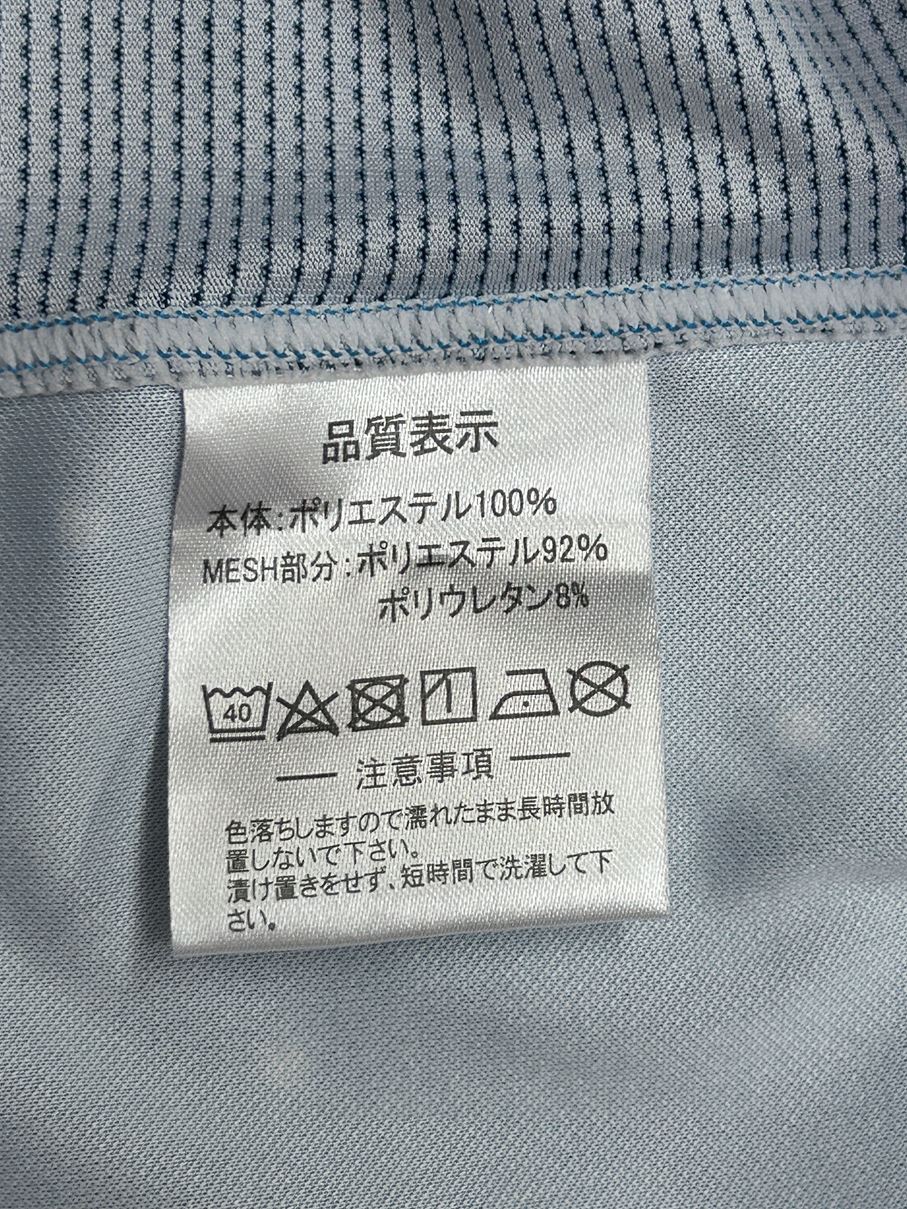 品質表示
本体:ポリエステル100%
MESH部分:ポリエステル92%
ポリウレタン8%
40
注意事項
色落ちしますので濡れたまま長時間放
置しないで下さい。
漬け置きをせず、短時間で洗濯して下
さい。